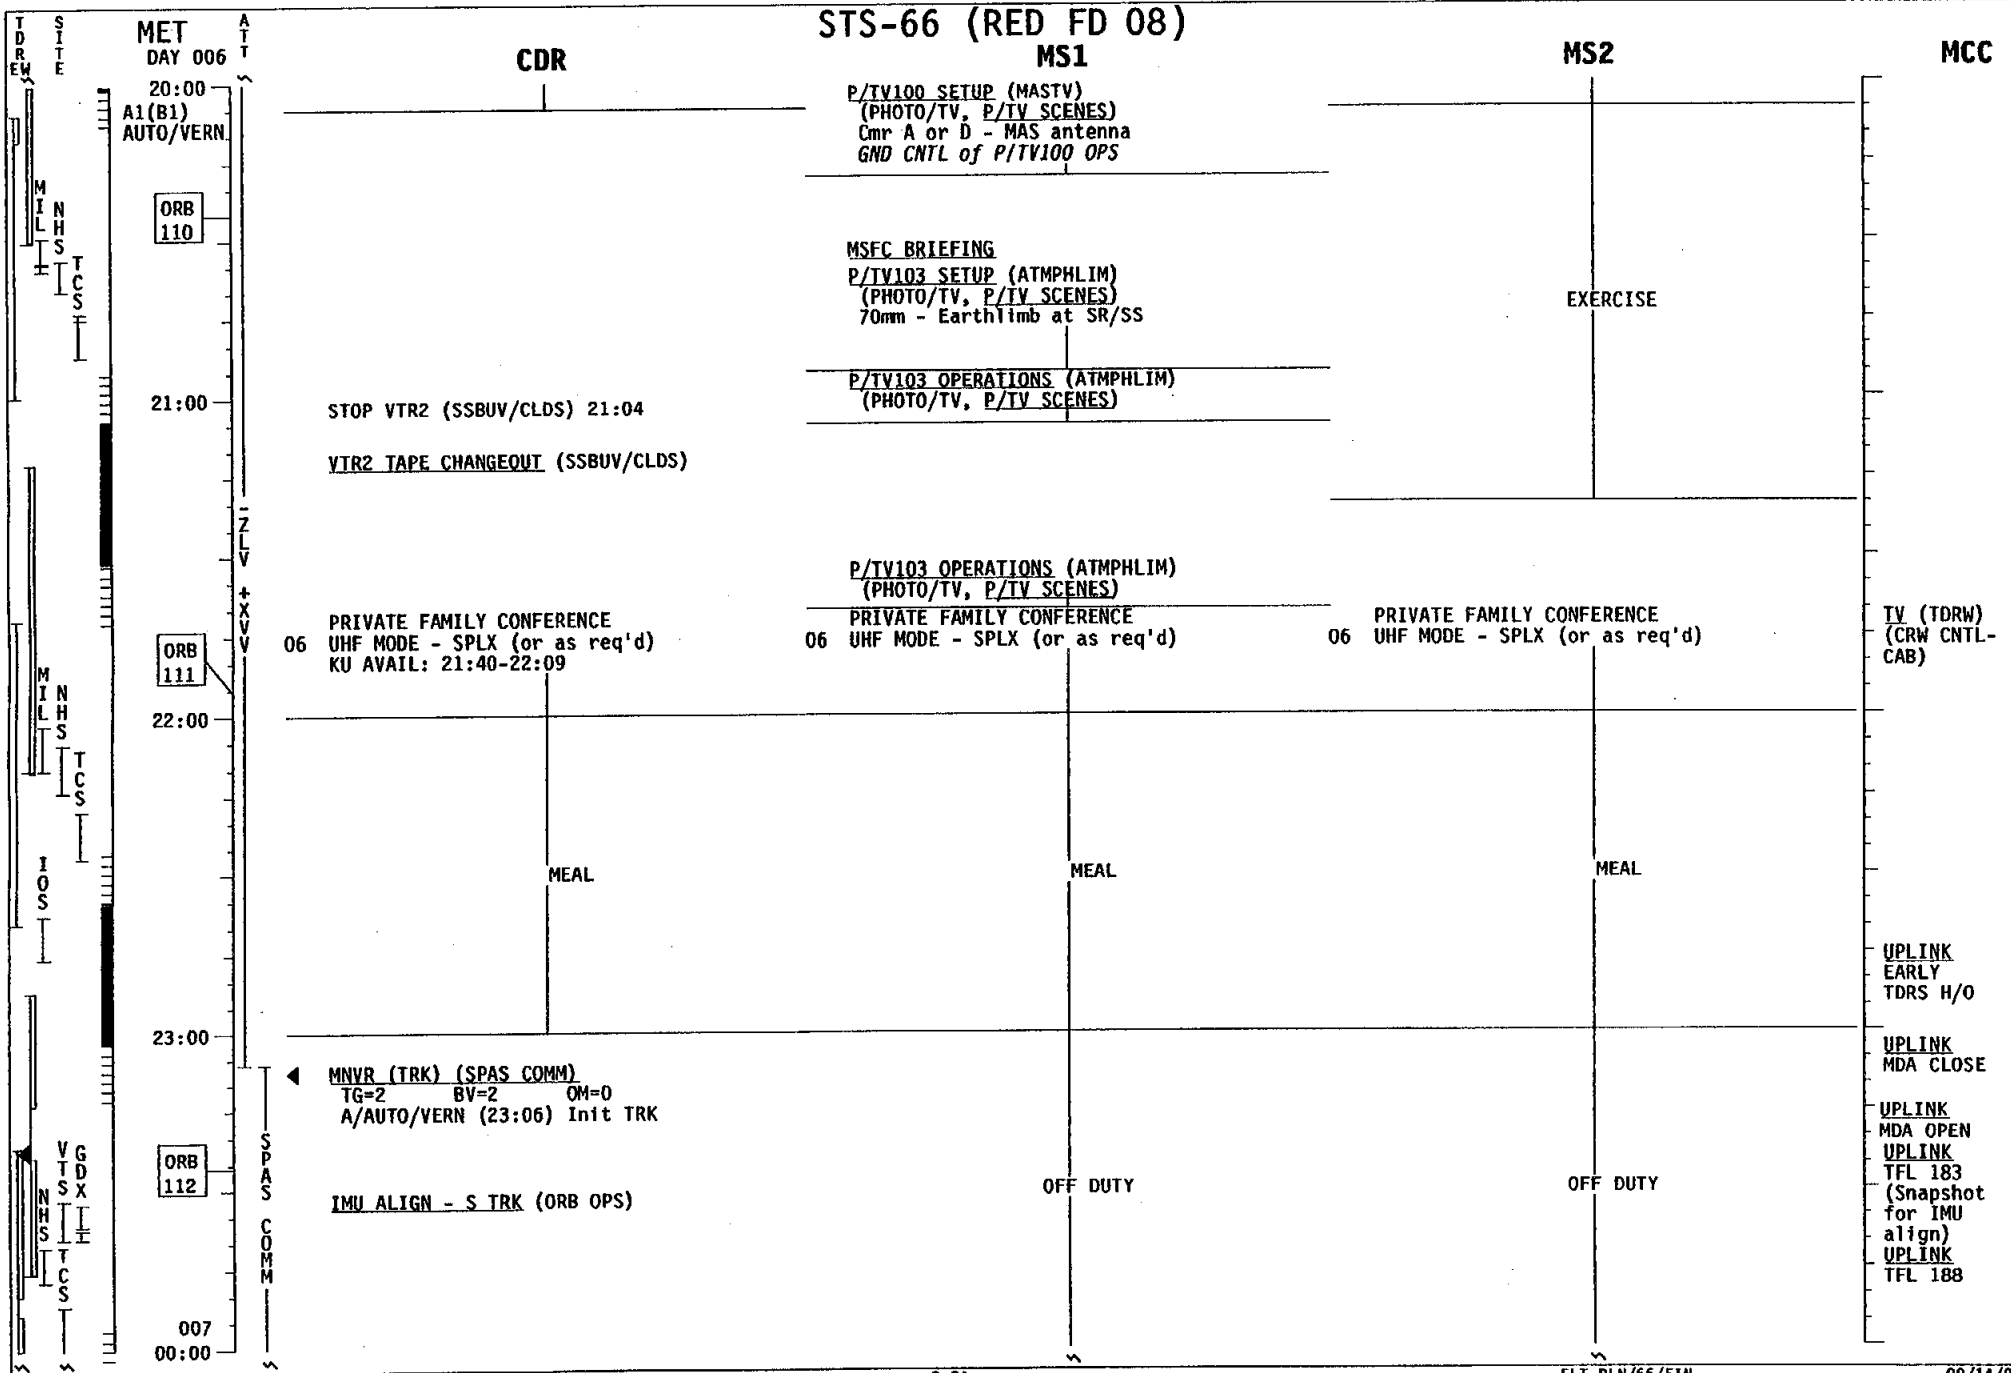 STS-66 (RED FD 08)
TDRE W
SITE
MET
DAY 006
ATT
CDR
MS1
MS2
MCC
20:00
A1(B1)
AUTO/VERN
MIL
NHS
TCS
ORB
110
21:00
-ZLV +XVV
ORB
111
MIL
NHS
TCS
22:00
IOS
23:00
ORB
112
VTS
GDX
NHS
TCS
SPAS COMM
007
00:00
STOP VTR2 (SSBUV/CLDS) 21:04
VTR2 TAPE CHANGEOUT (SSBUV/CLDS)
PRIVATE FAMILY CONFERENCE
06 UHF MODE - SPLX (or as req'd)
KU AVAIL: 21:40-22:09
MEAL
MNVR (TRK) (SPAS COMM)
TG=2 BV=2 OM=0
A/AUTO/VERN (23:06) Init TRK
IMU ALIGN - S TRK (ORB OPS)
P/TV100 SETUP (MASTV)
(PHOTO/TV, P/TV SCENES)
Cmr A or D - MAS antenna
GND CNTL of P/TV100 OPS
MSFC BRIEFING
P/TV103 SETUP (ATMPHLIM)
(PHOTO/TV, P/TV SCENES)
70mm - Earthlimb at SR/SS
P/TV103 OPERATIONS (ATMPHLIM)
(PHOTO/TV, P/TV SCENES)
P/TV103 OPERATIONS (ATMPHLIM)
(PHOTO/TV, P/TV SCENES)
PRIVATE FAMILY CONFERENCE
06 UHF MODE - SPLX (or as req'd)
MEAL
OFF DUTY
EXERCISE
PRIVATE FAMILY CONFERENCE
06 UHF MODE - SPLX (or as req'd)
MEAL
OFF DUTY
TV (TDRW)
(CRW CNTL-
CAB)
UPLINK
EARLY
TDRS H/O
UPLINK
MDA CLOSE
UPLINK
MDA OPEN
UPLINK
TFL 183
(Snapshot
for IMU
align)
UPLINK
TFL 188
FLT PLN/66/FIN